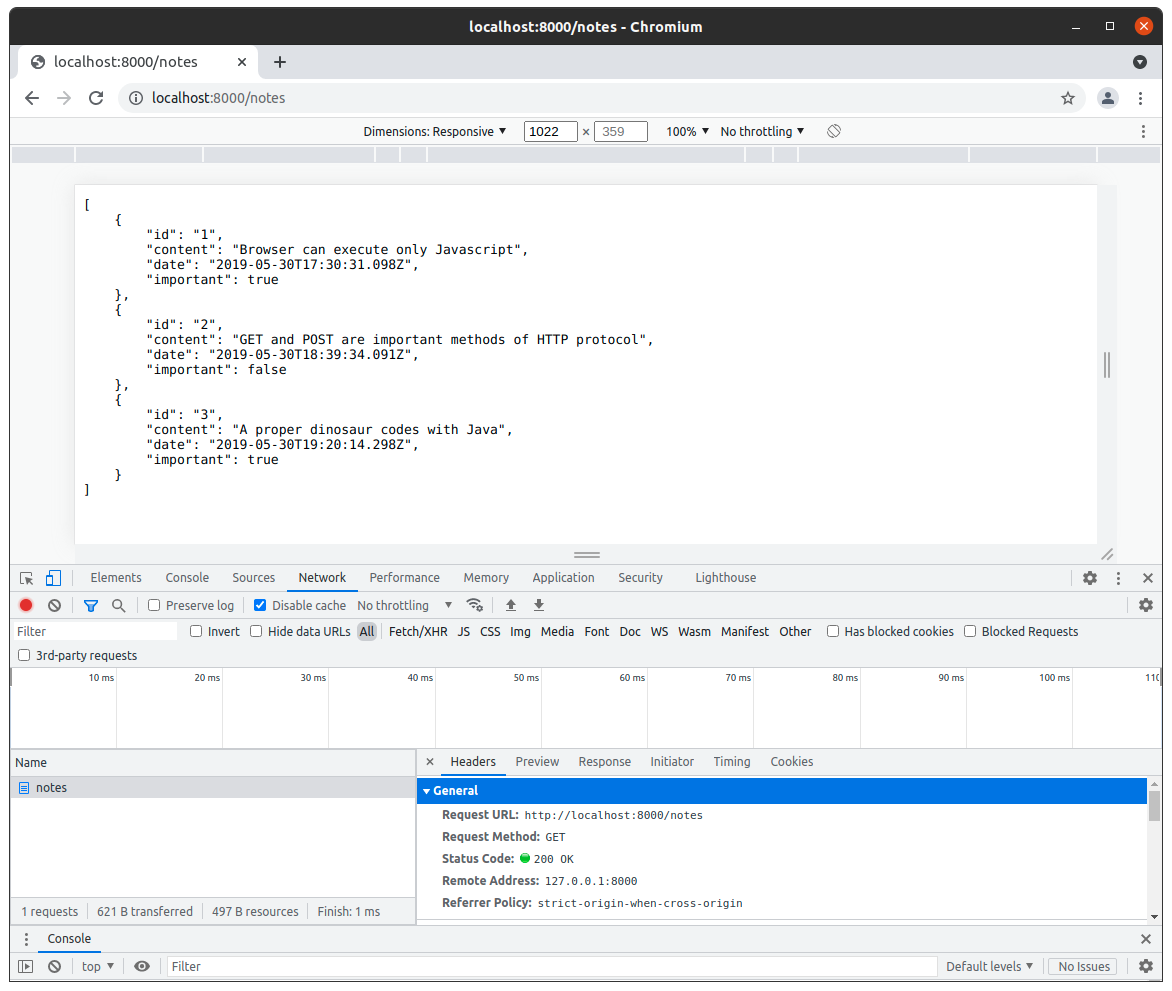 localhost:8000/notes - Chromium
localhost:8000/notes
localhost:8000/notes
Dimensions: Responsive 1022 × 359 100% No throttling
[
    {
        "id": "1",
        "content": "Browser can execute only Javascript",
        "date": "2019-05-30T17:30:31.098Z",
        "important": true
    },
    {
        "id": "2",
        "content": "GET and POST are important methods of HTTP protocol",
        "date": "2019-05-30T18:39:34.091Z",
        "important": false
    },
    {
        "id": "3",
        "content": "A proper dinosaur codes with Java",
        "date": "2019-05-30T19:20:14.298Z",
        "important": true
    }
]
Elements Console Sources Network Performance Memory Application Security Lighthouse
Preserve log Disable cache No throttling
Filter Invert Hide data URLs All Fetch/XHR JS CSS Img Media Font Doc WS Wasm Manifest Other Has blocked cookies Blocked Requests
3rd-party requests
10 ms 20 ms 30 ms 40 ms 50 ms 60 ms 70 ms 80 ms 90 ms 100 ms
Name
notes
1 requests 621 B transferred 497 B resources Finish: 1 ms
Headers Preview Response Initiator Timing Cookies
General
Request URL: http://localhost:8000/notes
Request Method: GET
Status Code: 200 OK
Remote Address: 127.0.0.1:8000
Referrer Policy: strict-origin-when-cross-origin
Console
top Filter Default levels No Issues